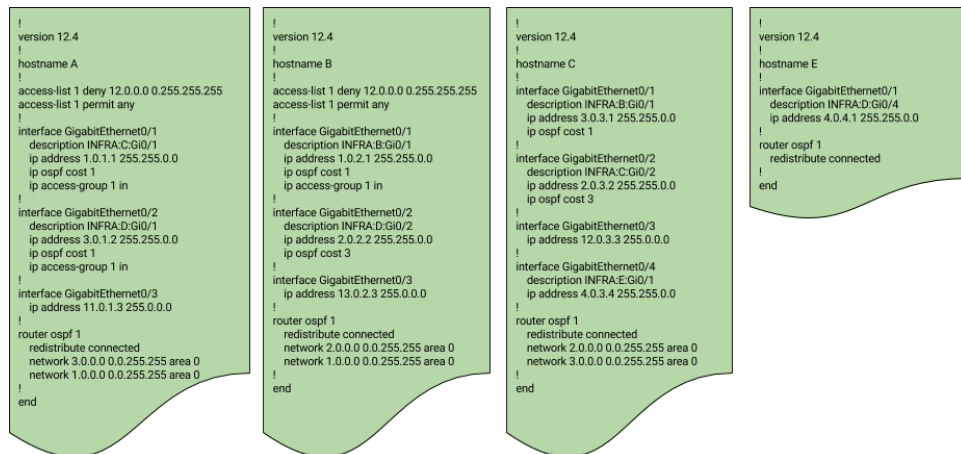 !
version 12.4
!
hostname A
!
access-list 1 deny 12.0.0.0 0.255.255.255
access-list 1 permit any
!
interface GigabitEthernet0/1
description INFRA:C:Gi0/1
ip address 1.0.1.1 255.255.0.0
ip ospf cost 1
ip access-group 1 in
!
interface GigabitEthernet0/2
description INFRA:D:Gi0/1
ip address 3.0.1.2 255.255.0.0
ip ospf cost 1
ip access-group 1 in
!
interface GigabitEthernet0/3
ip address 11.0.1.3 255.0.0.0
!
router ospf 1
redistribute connected
network 3.0.0.0 0.0.255.255 area 0
network 1.0.0.0 0.0.255.255 area 0
!
end
!
version 12.4
!
hostname B
!
access-list 1 deny 12.0.0.0 0.255.255.255
access-list 1 permit any
!
interface GigabitEthernet0/1
description INFRA:B:Gi0/1
ip address 1.0.2.1 255.255.0.0
ip ospf cost 1
ip access-group 1 in
!
interface GigabitEthernet0/2
description INFRA:D:Gi0/2
ip address 2.0.2.2 255.255.0.0
ip ospf cost 3
!
interface GigabitEthernet0/3
ip address 13.0.2.3 255.0.0.0
!
router ospf 1
redistribute connected
network 2.0.0.0 0.0.255.255 area 0
network 1.0.0.0 0.0.255.255 area 0
!
end
!
version 12.4
!
hostname C
!
interface GigabitEthernet0/1
description INFRA:B:Gi0/1
ip address 3.0.3.1 255.255.0.0
ip ospf cost 1
!
interface GigabitEthernet0/2
description INFRA:C:Gi0/2
ip address 2.0.3.2 255.255.0.0
ip ospf cost 3
!
interface GigabitEthernet0/3
ip address 12.0.3.3 255.0.0.0
!
interface GigabitEthernet0/4
description INFRA:E:Gi0/1
ip address 4.0.3.4 255.255.0.0
!
router ospf 1
redistribute connected
network 2.0.0.0 0.0.255.255 area 0
network 3.0.0.0 0.0.255.255 area 0
!
end
!
version 12.4
!
hostname E
!
interface GigabitEthernet0/1
description INFRA:D:Gi0/4
ip address 4.0.4.1 255.255.0.0
!
router ospf 1
redistribute connected
!
end